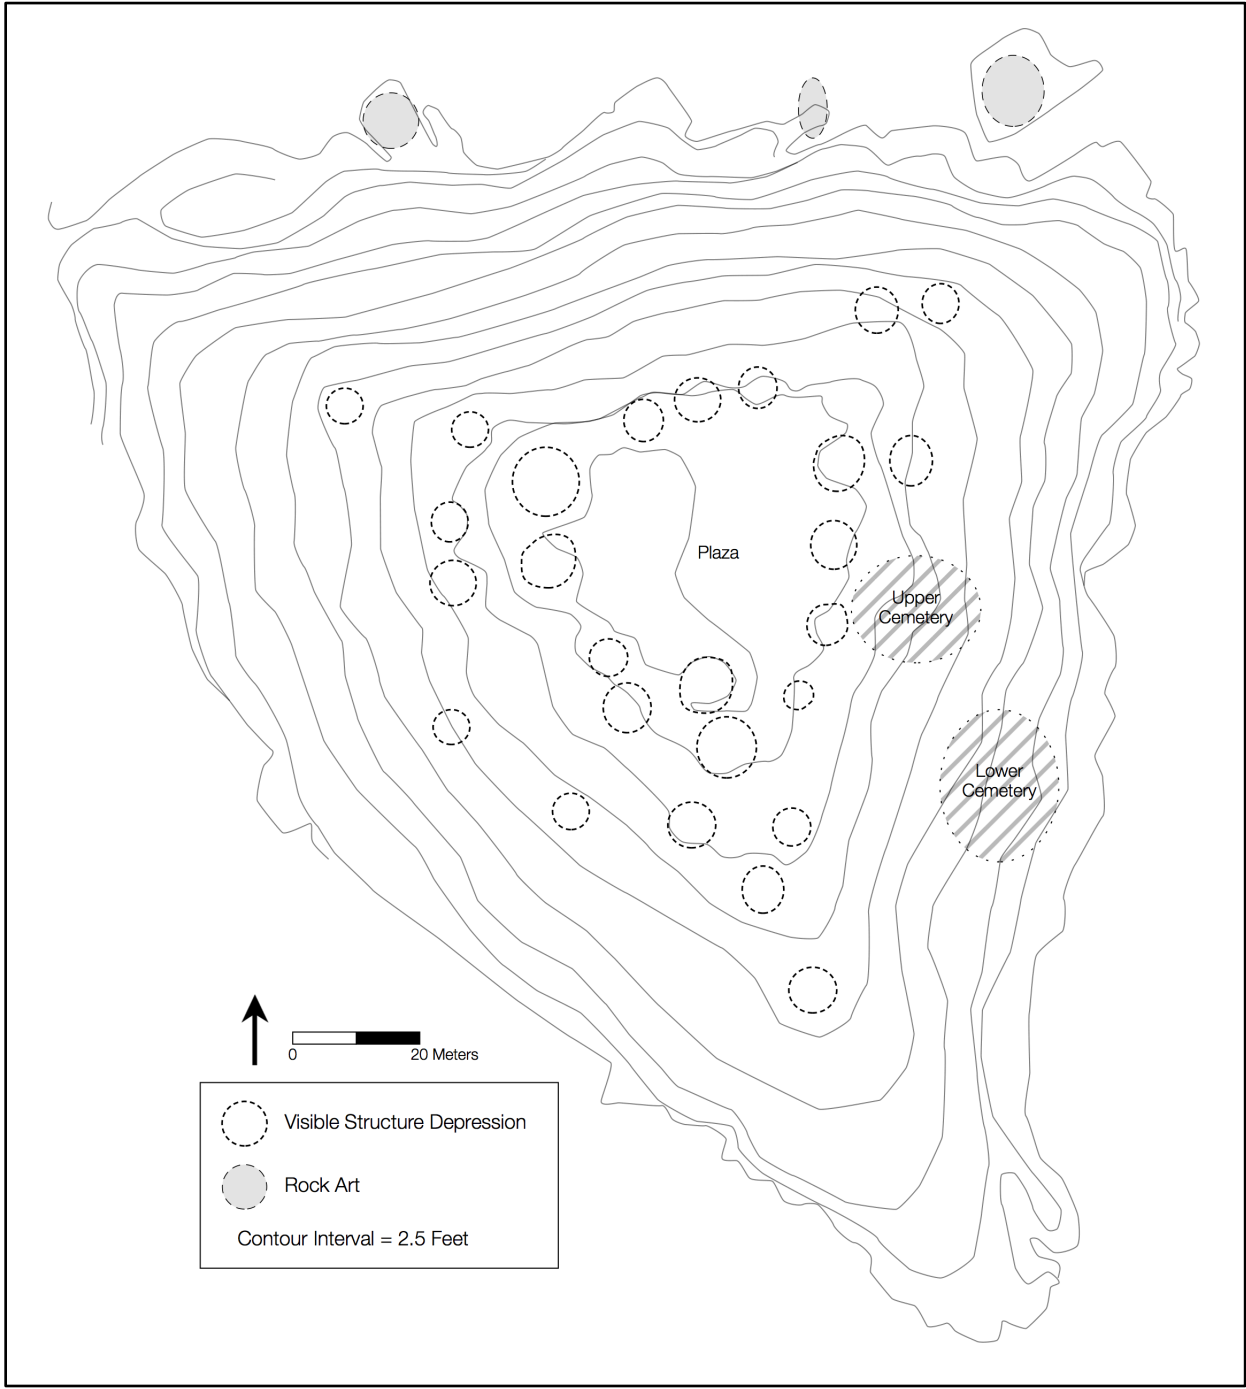 Plaza
Upper
Cemetery
Lower
Cemetery
0
20 Meters
Visible Structure Depression
Rock Art
Contour Interval = 2.5 Feet